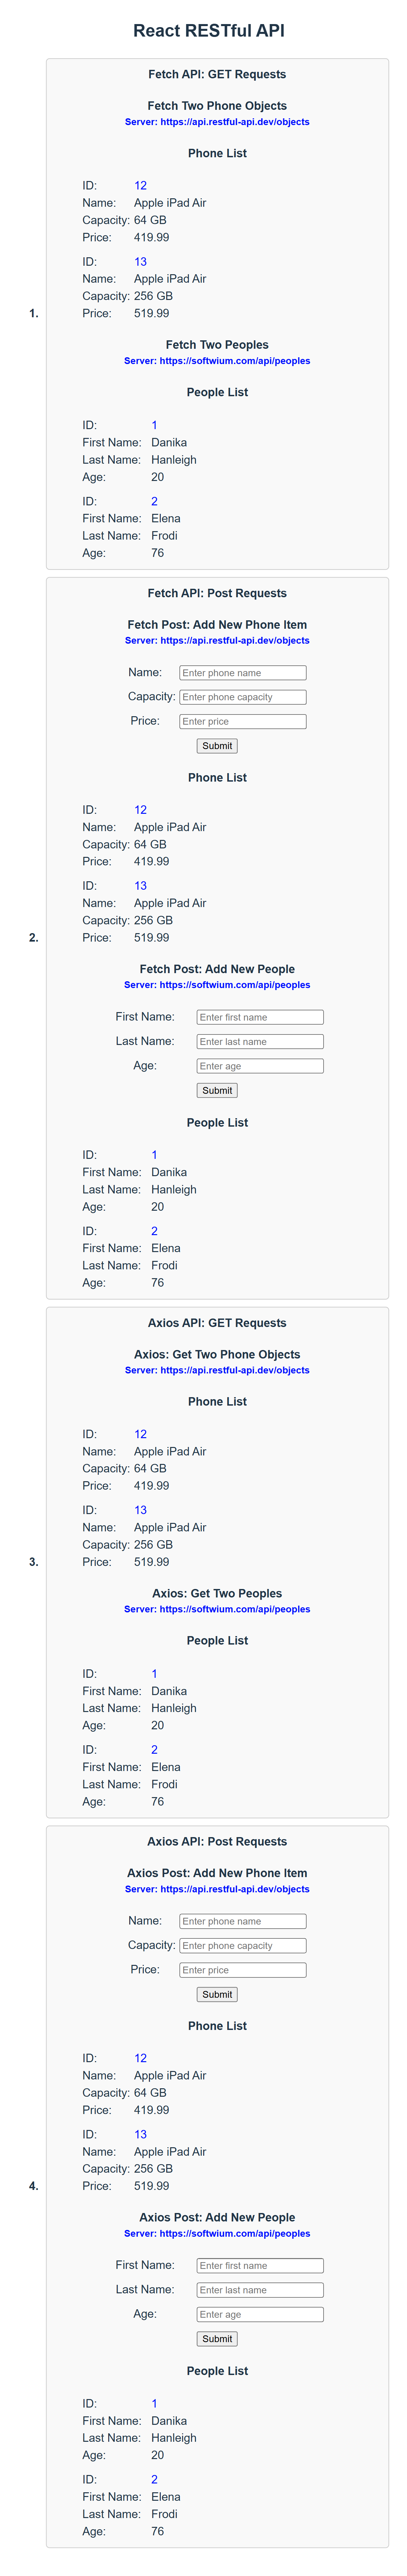 React RESTful API
1.
Fetch API: GET Requests
Fetch Two Phone Objects
Server: https://api.restful-api.dev/objects
Phone List
ID: 12
Name: Apple iPad Air
Capacity: 64 GB
Price: 419.99
ID: 13
Name: Apple iPad Air
Capacity: 256 GB
Price: 519.99
Fetch Two Peoples
Server: https://softwium.com/api/peoples
People List
ID: 1
First Name: Danika
Last Name: Hanleigh
Age: 20
ID: 2
First Name: Elena
Last Name: Frodi
Age: 76
2.
Fetch API: Post Requests
Fetch Post: Add New Phone Item
Server: https://api.restful-api.dev/objects
Name: Enter phone name
Capacity: Enter phone capacity
Price: Enter price
Submit
Phone List
ID: 12
Name: Apple iPad Air
Capacity: 64 GB
Price: 419.99
ID: 13
Name: Apple iPad Air
Capacity: 256 GB
Price: 519.99
Fetch Post: Add New People
Server: https://softwium.com/api/peoples
First Name: Enter first name
Last Name: Enter last name
Age: Enter age
Submit
People List
ID: 1
First Name: Danika
Last Name: Hanleigh
Age: 20
ID: 2
First Name: Elena
Last Name: Frodi
Age: 76
3.
Axios API: GET Requests
Axios: Get Two Phone Objects
Server: https://api.restful-api.dev/objects
Phone List
ID: 12
Name: Apple iPad Air
Capacity: 64 GB
Price: 419.99
ID: 13
Name: Apple iPad Air
Capacity: 256 GB
Price: 519.99
Axios: Get Two Peoples
Server: https://softwium.com/api/peoples
People List
ID: 1
First Name: Danika
Last Name: Hanleigh
Age: 20
ID: 2
First Name: Elena
Last Name: Frodi
Age: 76
4.
Axios API: Post Requests
Axios Post: Add New Phone Item
Server: https://api.restful-api.dev/objects
Name: Enter phone name
Capacity: Enter phone capacity
Price: Enter price
Submit
Phone List
ID: 12
Name: Apple iPad Air
Capacity: 64 GB
Price: 419.99
ID: 13
Name: Apple iPad Air
Capacity: 256 GB
Price: 519.99
Axios Post: Add New People
Server: https://softwium.com/api/peoples
First Name: Enter first name
Last Name: Enter last name
Age: Enter age
Submit
People List
ID: 1
First Name: Danika
Last Name: Hanleigh
Age: 20
ID: 2
First Name: Elena
Last Name: Frodi
Age: 76